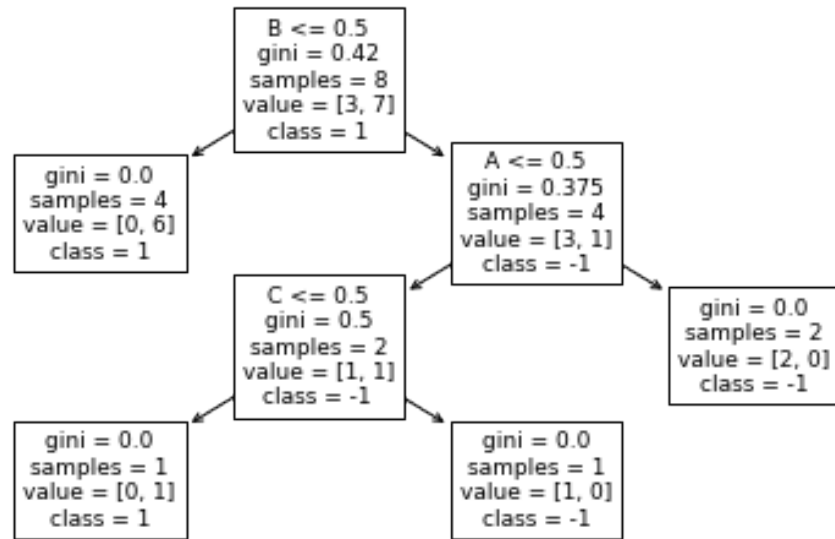 B <= 0.5
gini = 0.42
samples = 8
value = [3, 7]
class = 1
gini = 0.0
samples = 4
value = [0, 6]
class = 1
A <= 0.5
gini = 0.375
samples = 4
value = [3, 1]
class = -1
C <= 0.5
gini = 0.5
samples = 2
value = [1, 1]
class = -1
gini = 0.0
samples = 2
value = [2, 0]
class = -1
gini = 0.0
samples = 1
value = [0, 1]
class = 1
gini = 0.0
samples = 1
value = [1, 0]
class = -1